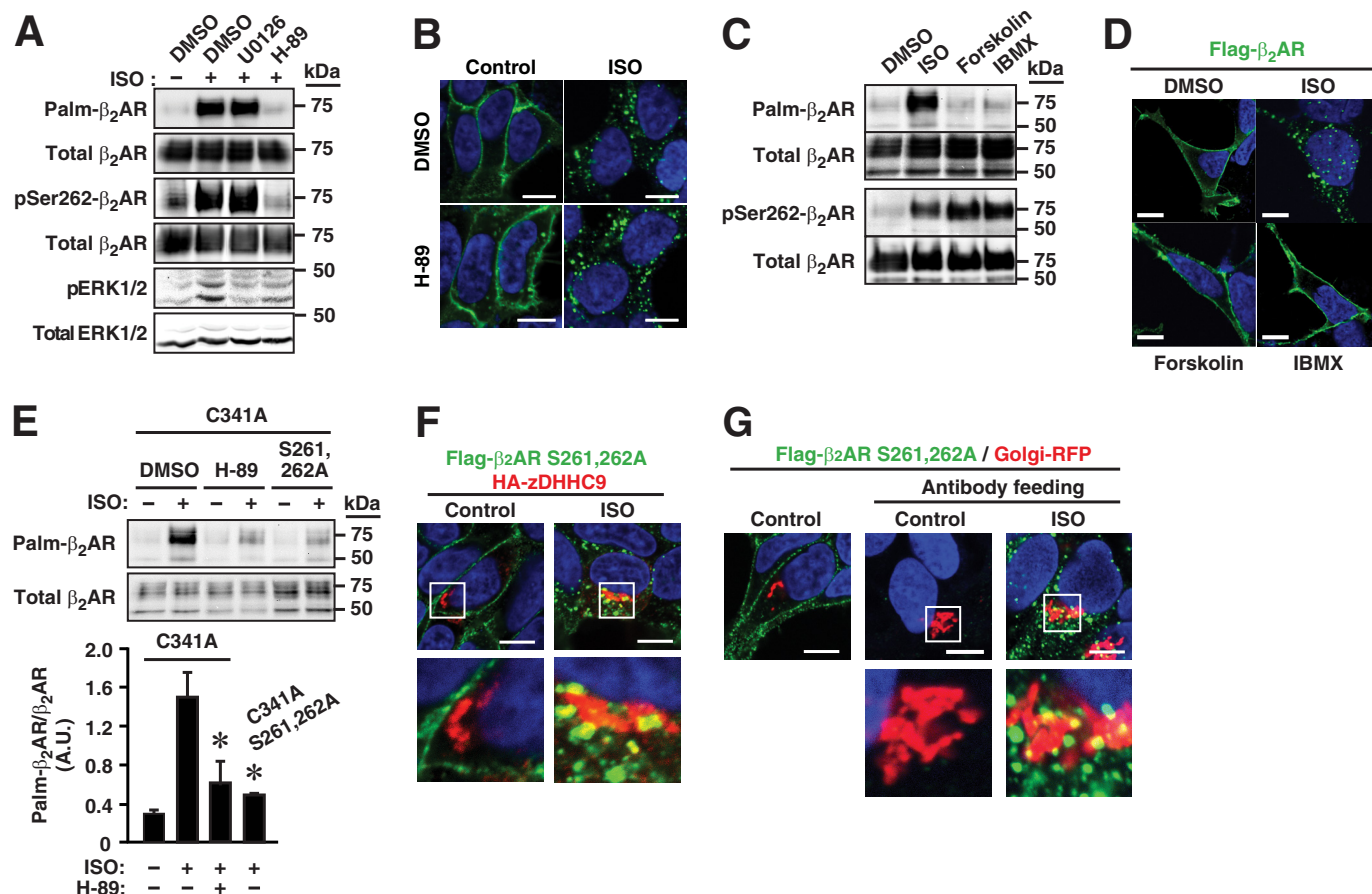 A
DMSO DMSO U0126 H-89
ISO : − + + + kDa
Palm-β2AR 75
Total β2AR 75
pSer262-β2AR 75
Total β2AR 75
pERK1/2 50
Total ERK1/2 50
B
Control ISO
DMSO
H-89
C
DMSO ISO Forskolin IBMX kDa
Palm-β2AR 75
50
Total β2AR 75
50
pSer262-β2AR 75
50
Total β2AR 75
50
D
Flag-β2AR
DMSO ISO
Forskolin IBMX
E
C341A
DMSO H-89 S261,
262A
ISO: − + − + − + kDa
Palm-β2AR 75
50
Total β2AR 75
50
C341A
Palm-β2AR/β2AR
(A.U.)
2.0
1.6
1.2
0.8
0.4
0
* *
C341A
S261,262A
ISO: − + + +
H-89: − − + −
F
Flag-β2AR S261,262A
HA-zDHHC9
Control ISO
G
Flag-β2AR S261,262A / Golgi-RFP
Antibody feeding
Control Control ISO